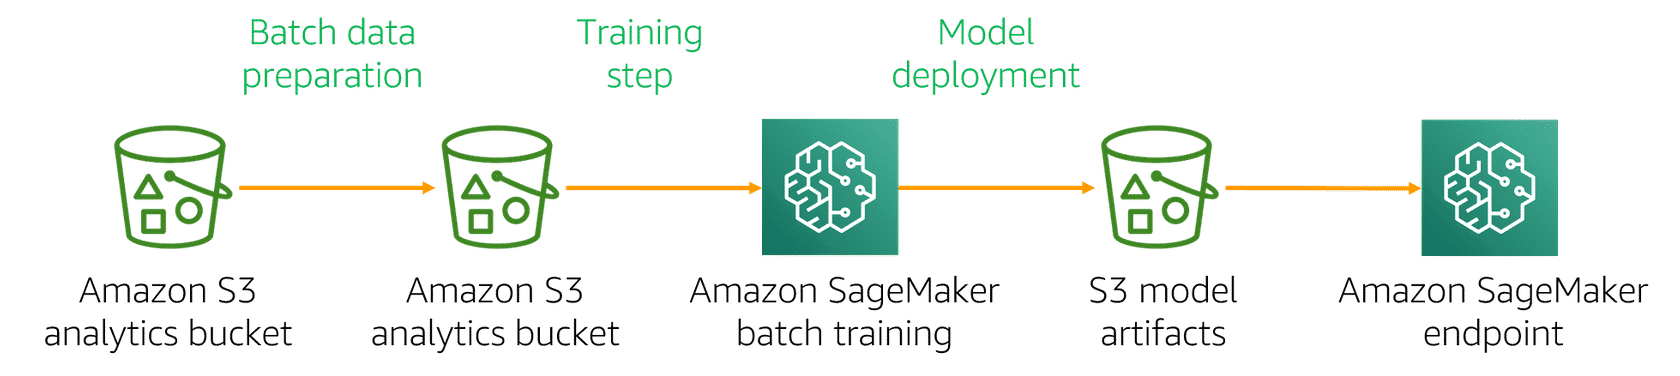 Batch data
preparation
Training
step
Model
deployment
Amazon S3
analytics bucket
Amazon S3
analytics bucket
Amazon SageMaker
batch training
S3 model
artifacts
Amazon SageMaker
endpoint